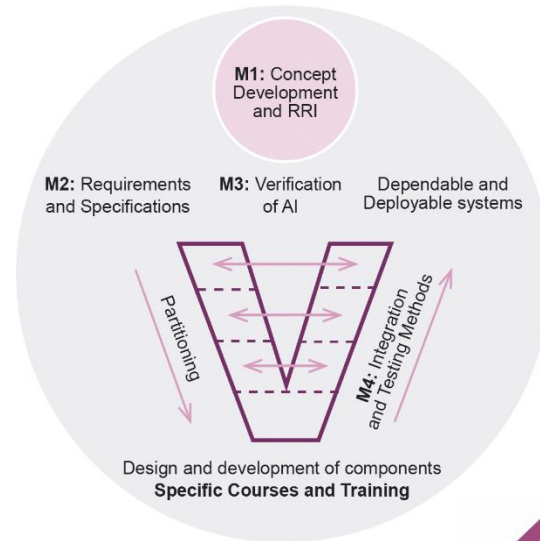 M1: Concept
Development
and RRI
M2: Requirements
and Specifications
M3: Verification
of AI
Dependable and
Deployable systems
Partitioning
M4: Integration
and Testing Methods
Design and development of components
Specific Courses and Training